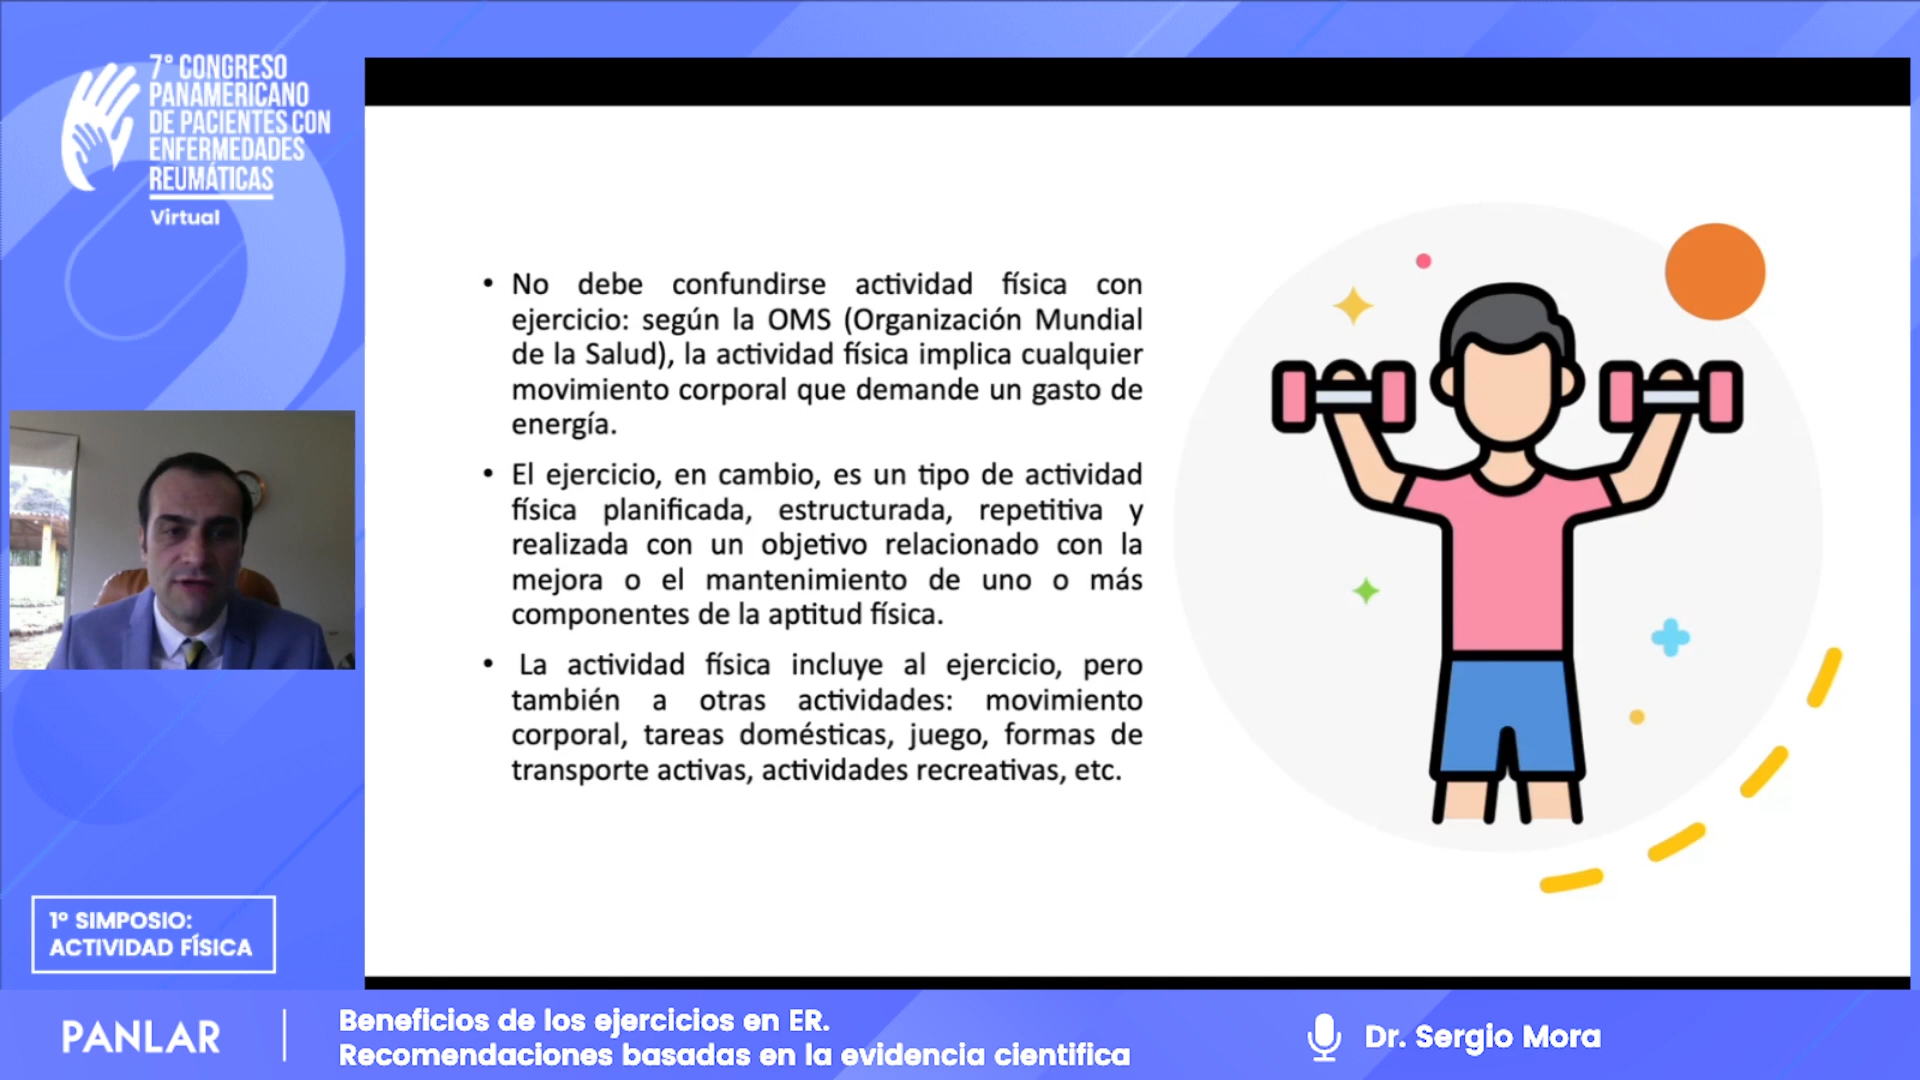 7° CONGRESO
PANAMERICANO
DE PACIENTES CON
ENFERMEDADES
REUMÁTICAS
Virtual
• No debe confundirse actividad física con
ejercicio: según la OMS (Organización Mundial
de la Salud), la actividad física implica cualquier
movimiento corporal que demande un gasto de
energía.
• El ejercicio, en cambio, es un tipo de actividad
física planificada, estructurada, repetitiva y
realizada con un objetivo relacionado con la
mejora o el mantenimiento de uno o más
componentes de la aptitud física.
• La actividad física incluye al ejercicio, pero
también a otras actividades: movimiento
corporal, tareas domésticas, juego, formas de
transporte activas, actividades recreativas, etc.
1º SIMPOSIO:
ACTIVIDAD FÍSICA
PANLAR
Beneficios de los ejercicios en ER.
Recomendaciones basadas en la evidencia cientifica
Dr. Sergio Mora